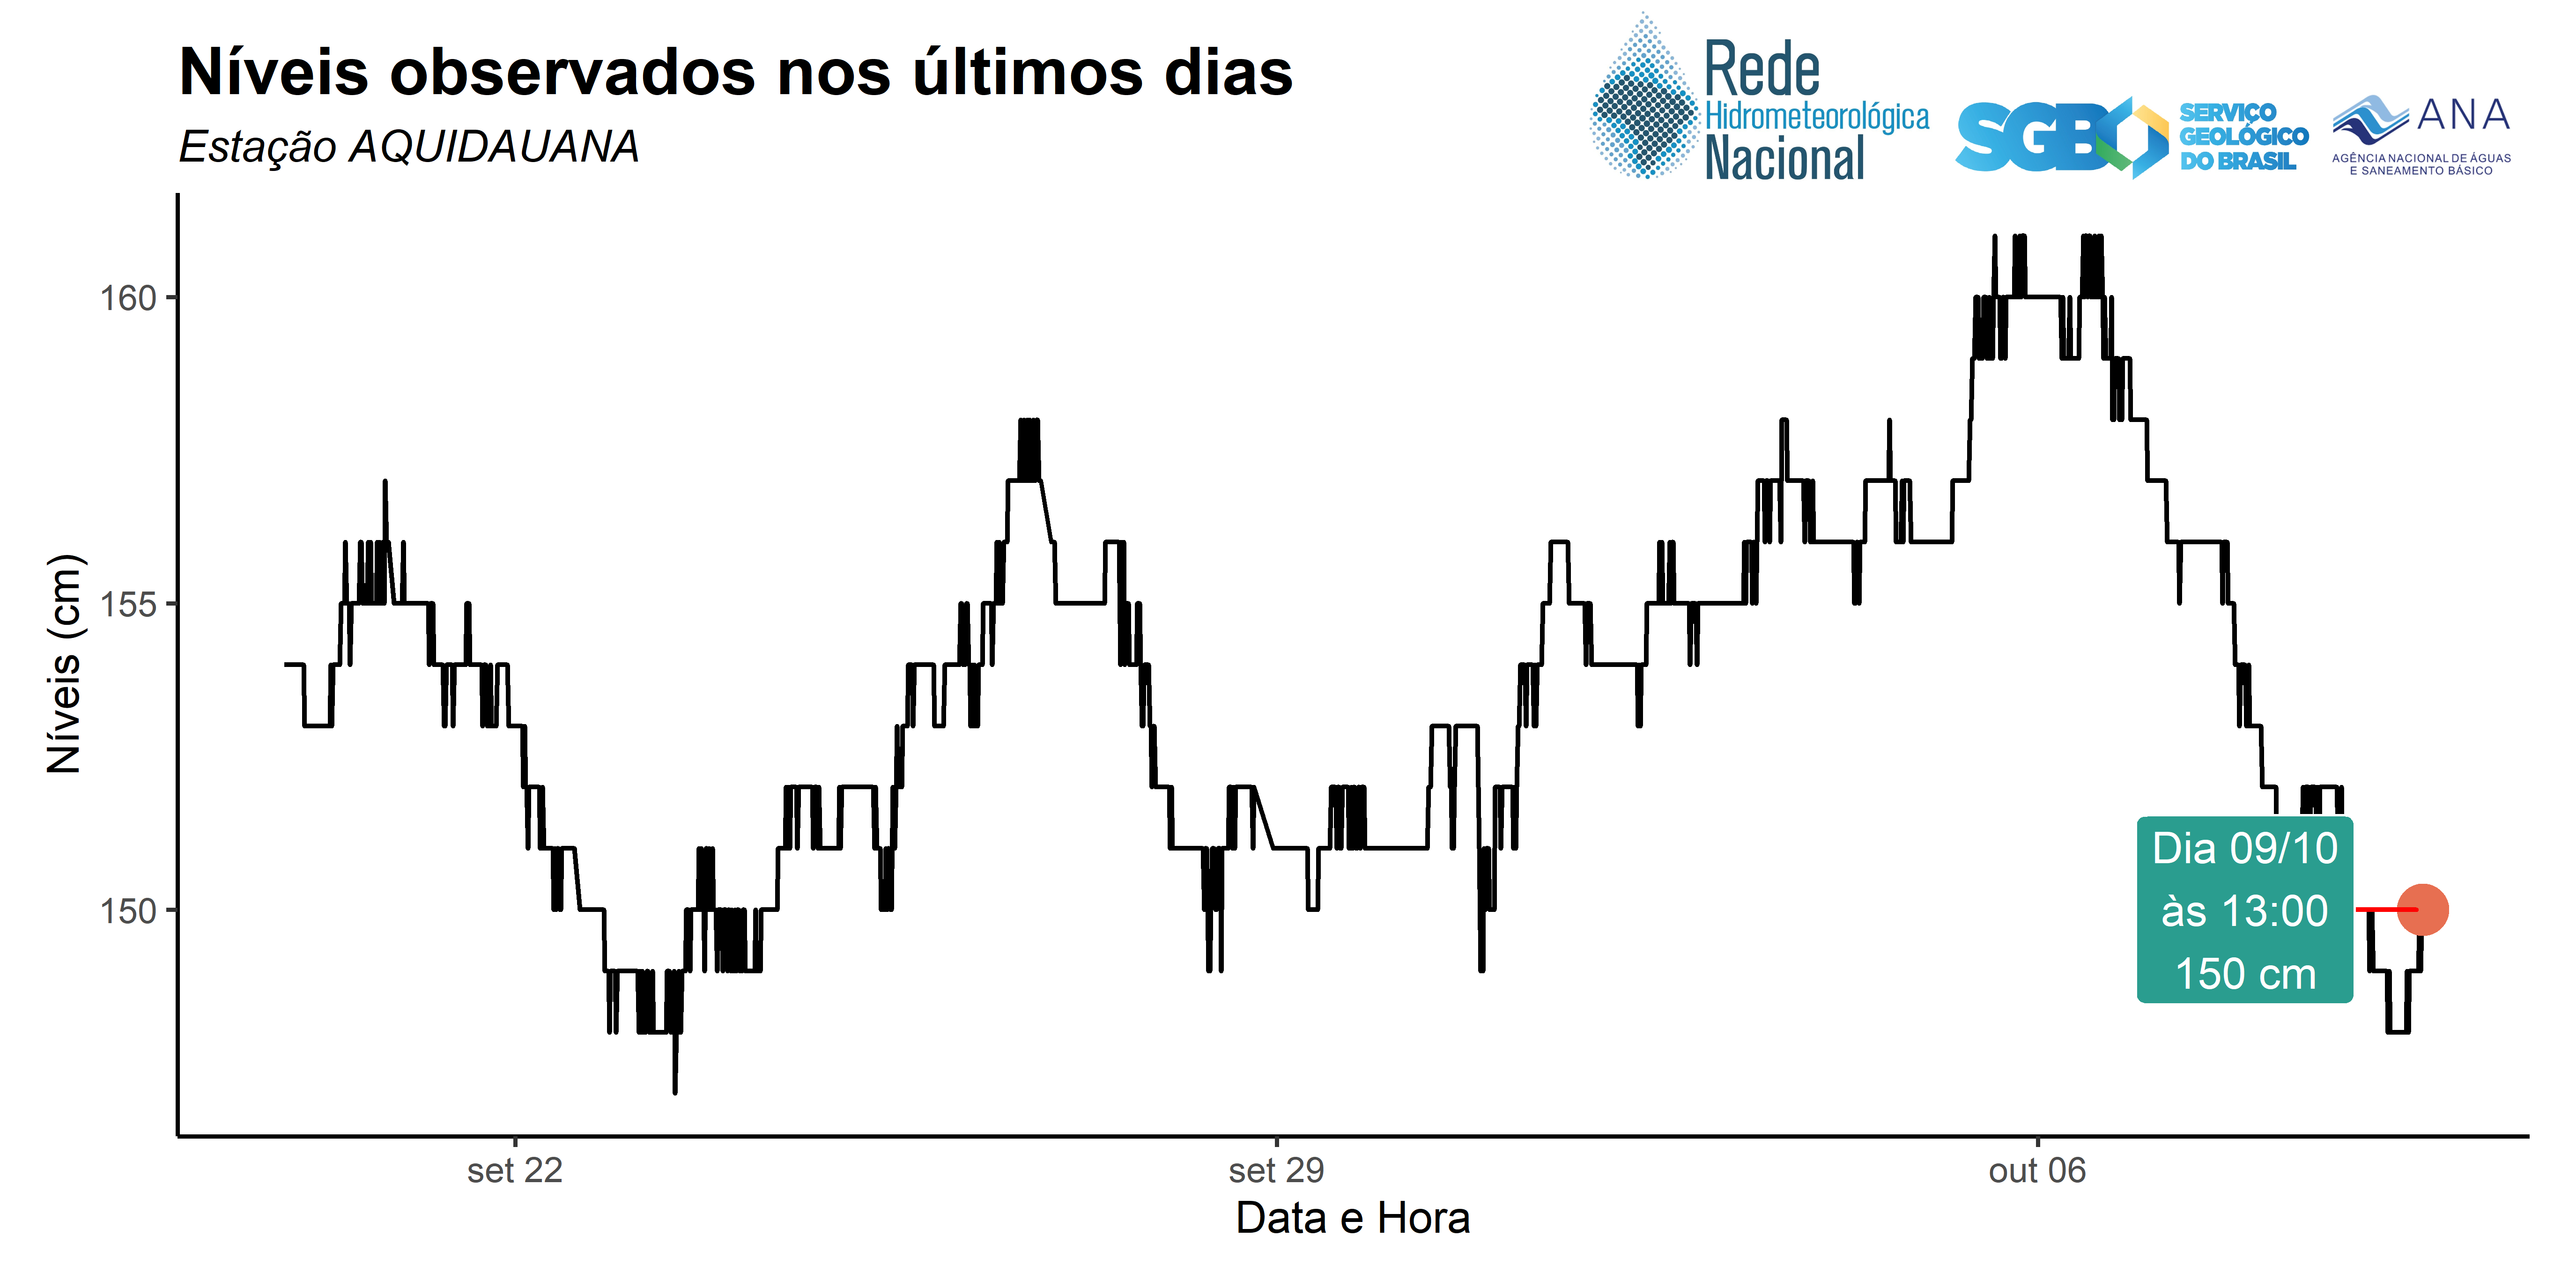 Níveis observados nos últimos dias
Estação AQUIDAUANA
Rede
Hidrometeorológica
Nacional
SGB
SERVIÇO
GEOLÓGICO
DO BRASIL
ANA
AGÊNCIA NACIONAL DE ÁGUAS
E SANEAMENTO BÁSICO
Níveis (cm)
160
155
150
Dia 09/10
às 13:00
150 cm
set 22
set 29
out 06
Data e Hora